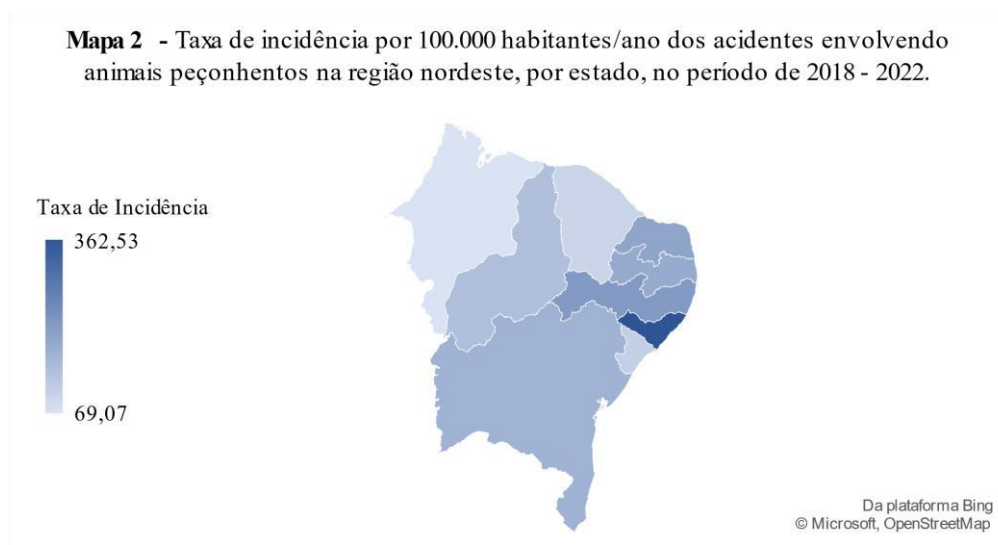 Mapa 2 - Taxa de incidência por 100.000 habitantes/ano dos acidentes envolvendo
animais peçonhentos na região nordeste, por estado, no período de 2018 - 2022.
Taxa de Incidência
362,53
69,07
Da plataforma Bing
© Microsoft, OpenStreetMap